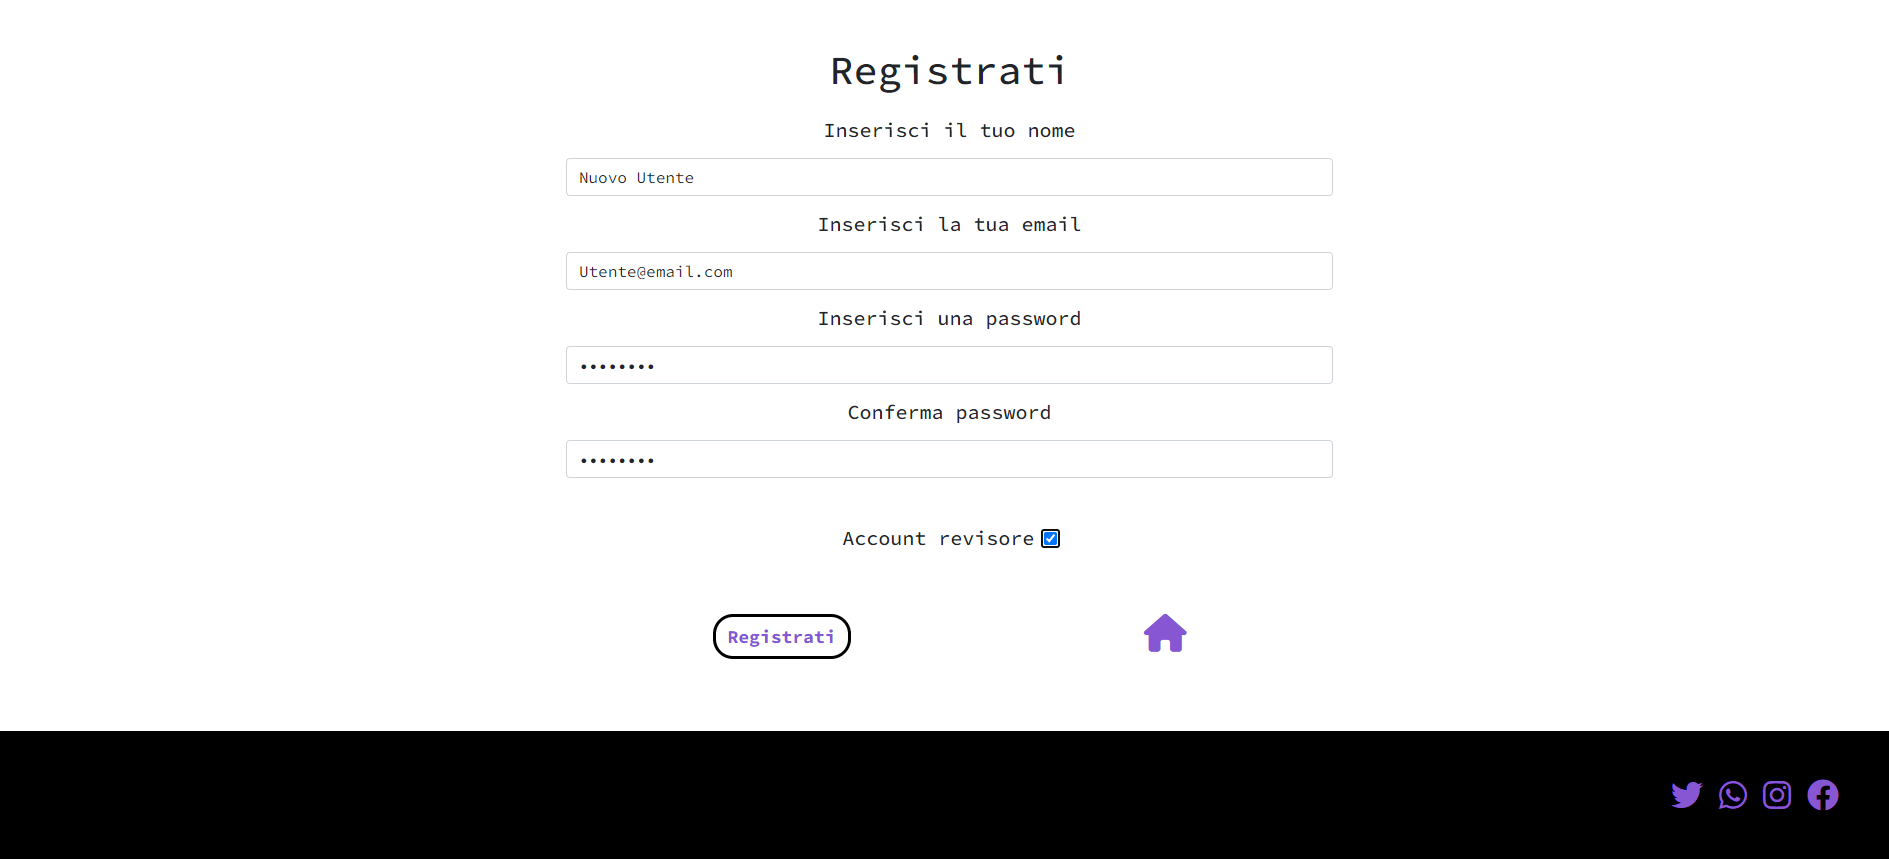 Registrati
Inserisci il tuo nome
Nuovo Utente
Inserisci la tua email
Utente@email.com
Inserisci una password
••••••••
Conferma password
••••••••
Account revisore
Registrati